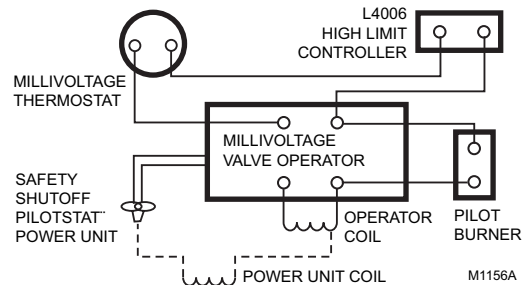 L4006
HIGH LIMIT
CONTROLLER
MILLIVOLTAGE
THERMOSTAT
MILLIVOLTAGE
VALVE OPERATOR
SAFETY
SHUTOFF
PILOTSTAT¨
POWER UNIT
OPERATOR
COIL
PILOT
BURNER
POWER UNIT COIL
M1156A